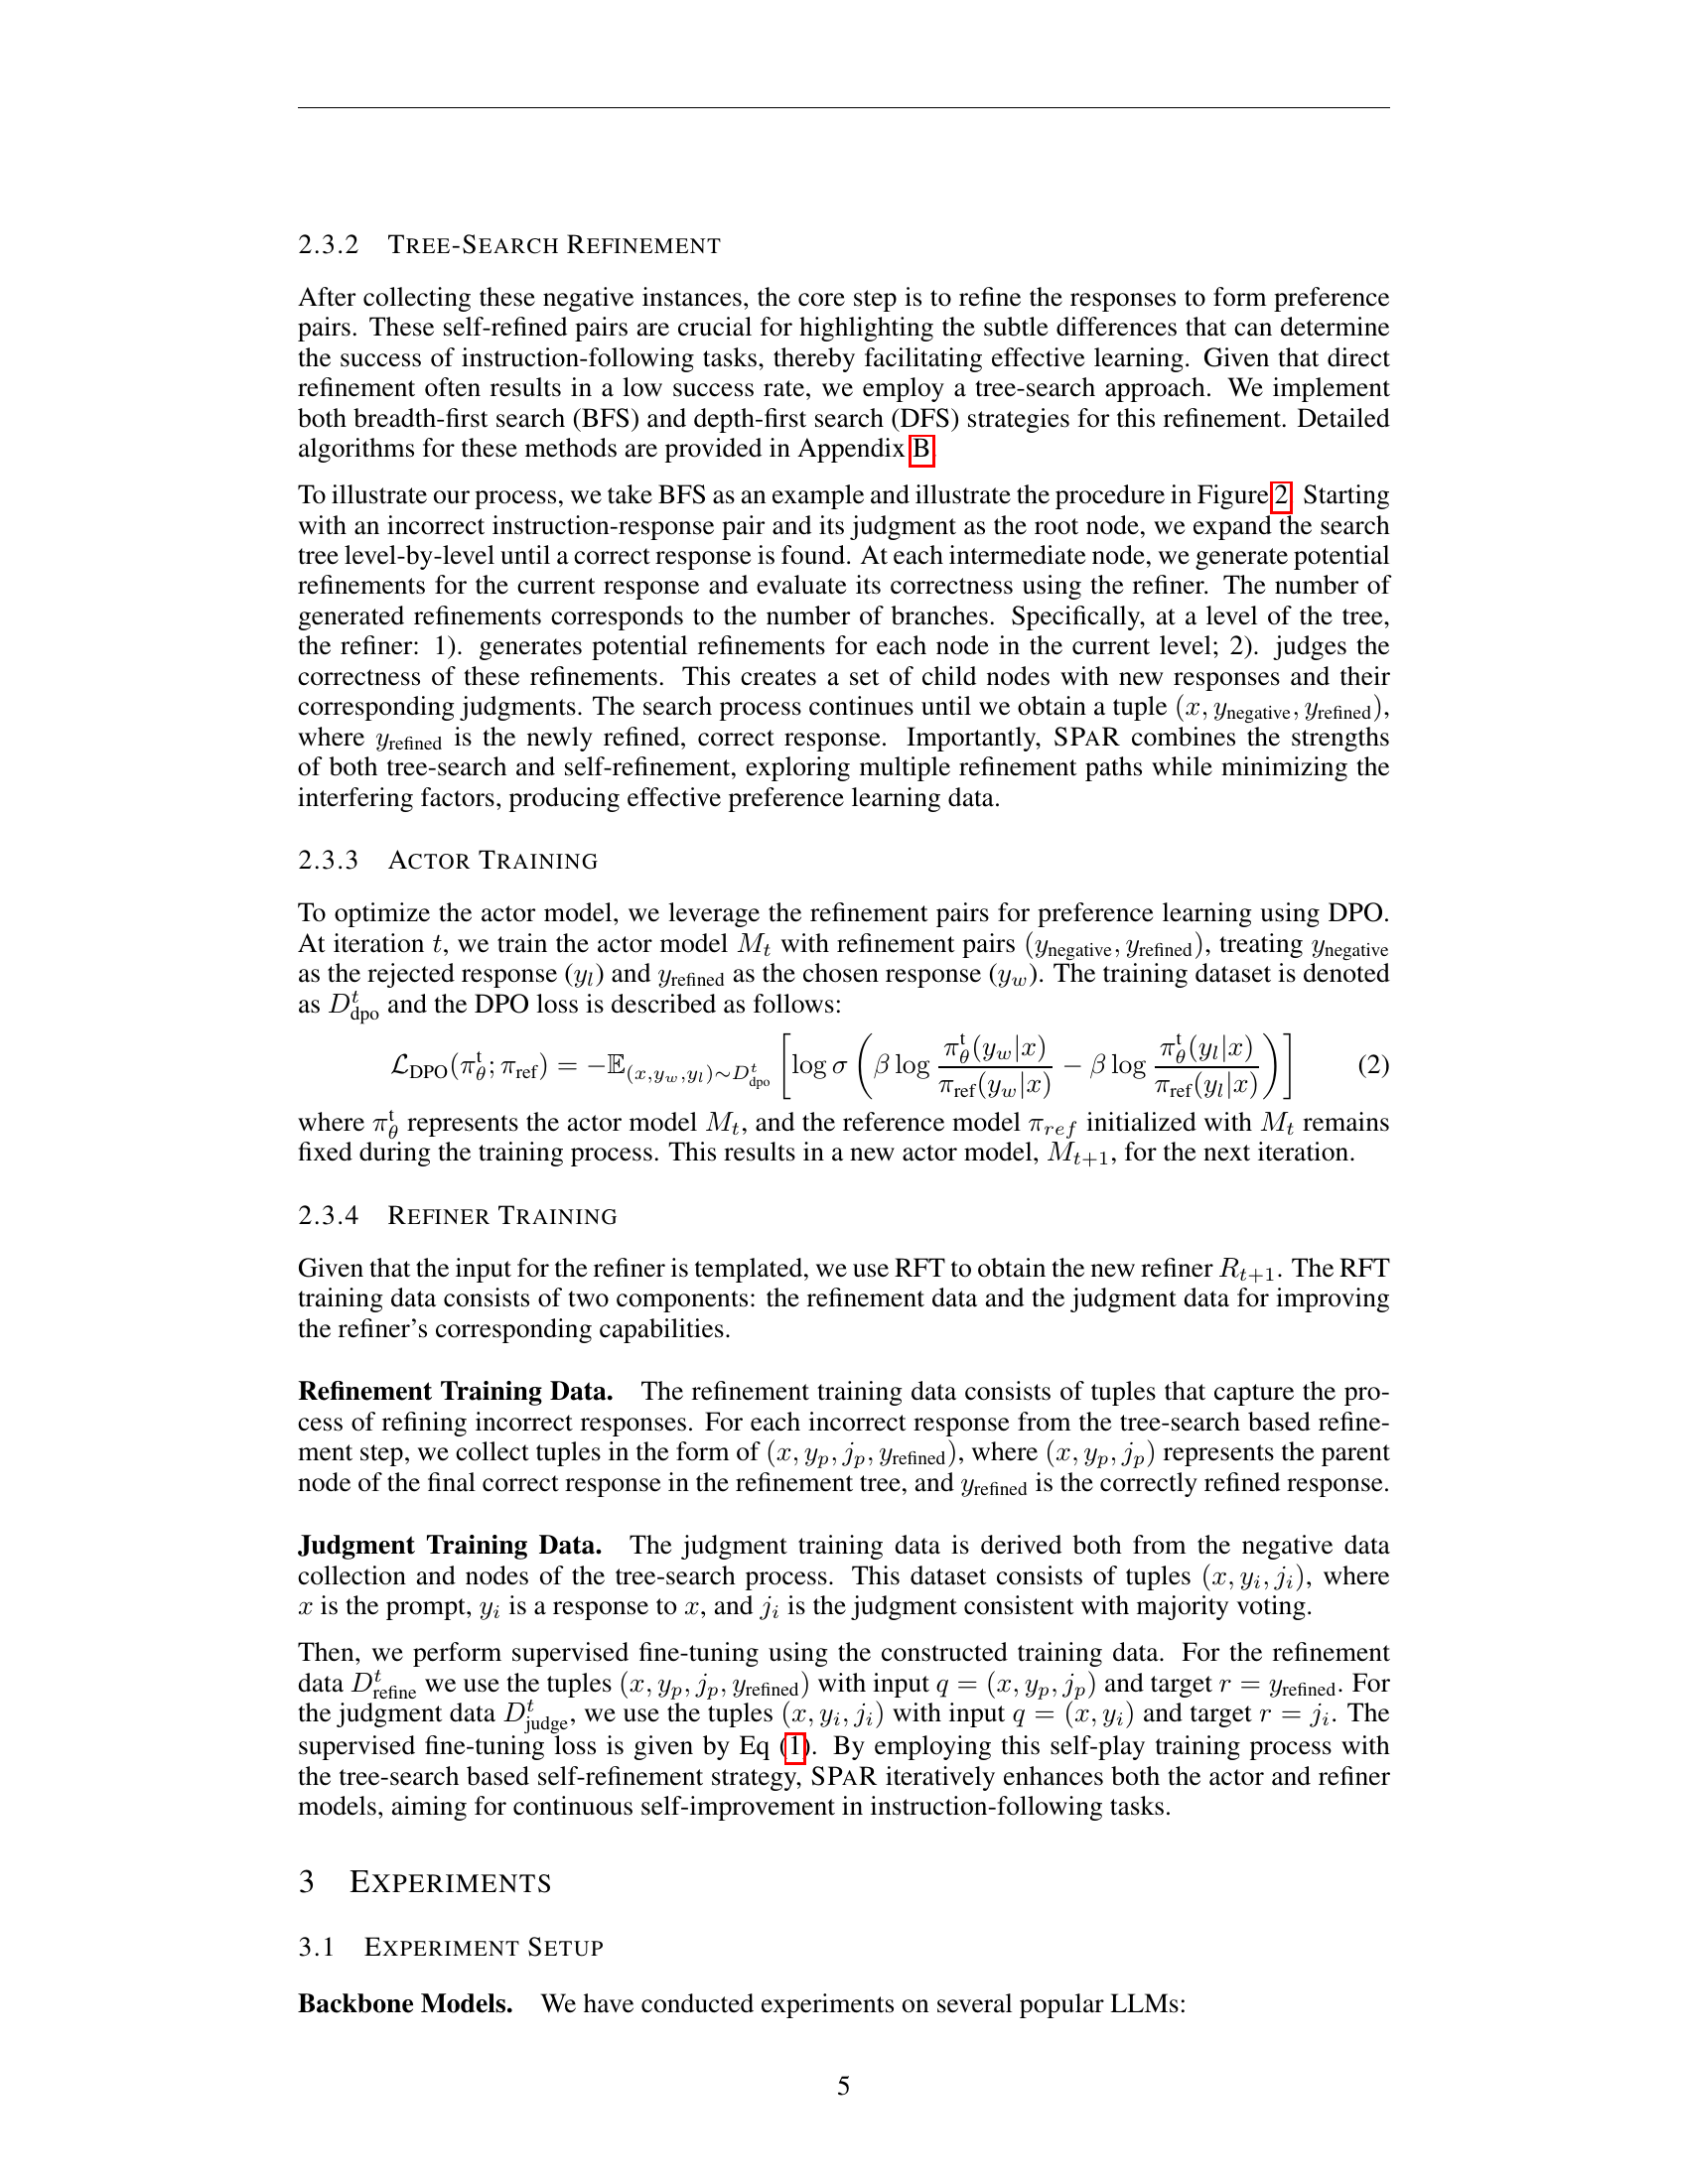 2.3.2 TREE-SEARCH REFINEMENT
After collecting these negative instances, the core step is to refine the responses to form preference
pairs. These self-refined pairs are crucial for highlighting the subtle differences that can determine
the success of instruction-following tasks, thereby facilitating effective learning. Given that direct
refinement often results in a low success rate, we employ a tree-search approach. We implement
both breadth-first search (BFS) and depth-first search (DFS) strategies for this refinement. Detailed
algorithms for these methods are provided in Appendix B.
To illustrate our process, we take BFS as an example and illustrate the procedure in Figure 2. Starting
with an incorrect instruction-response pair and its judgment as the root node, we expand the search
tree level-by-level until a correct response is found. At each intermediate node, we generate potential
refinements for the current response and evaluate its correctness using the refiner. The number of
generated refinements corresponds to the number of branches. Specifically, at a level of the tree,
the refiner: 1). generates potential refinements for each node in the current level; 2). judges the
correctness of these refinements. This creates a set of child nodes with new responses and their
corresponding judgments. The search process continues until we obtain a tuple $(x, y_{\text{negative}}, y_{\text{refined}})$,
where $y_{\text{refined}}$ is the newly refined, correct response. Importantly, SPAR combines the strengths
of both tree-search and self-refinement, exploring multiple refinement paths while minimizing the
interfering factors, producing effective preference learning data.
2.3.3 ACTOR TRAINING
To optimize the actor model, we leverage the refinement pairs for preference learning using DPO.
At iteration $t$, we train the actor model $M_t$ with refinement pairs $(y_{\text{negative}}, y_{\text{refined}})$, treating $y_{\text{negative}}$
as the rejected response $(y_l)$ and $y_{\text{refined}}$ as the chosen response $(y_w)$. The training dataset is denoted
as $D^t_{\text{dpo}}$ and the DPO loss is described as follows:
$\mathcal{L}_{\text{DPO}}(\pi^{\text{t}}_\theta; \pi_{\text{ref}}) = -\mathbb{E}_{(x,y_w,y_l)\sim D^t_{\text{dpo}}} \left[ \log \sigma \left( \beta \log \frac{\pi^{\text{t}}_\theta(y_w|x)}{\pi_{\text{ref}}(y_w|x)} - \beta \log \frac{\pi^{\text{t}}_\theta(y_l|x)}{\pi_{\text{ref}}(y_l|x)} \right) \right]$ (2)
where $\pi^{\text{t}}_\theta$ represents the actor model $M_t$, and the reference model $\pi_{ref}$ initialized with $M_t$ remains
fixed during the training process. This results in a new actor model, $M_{t+1}$, for the next iteration.
2.3.4 REFINER TRAINING
Given that the input for the refiner is templated, we use RFT to obtain the new refiner $R_{t+1}$. The RFT
training data consists of two components: the refinement data and the judgment data for improving
the refiner's corresponding capabilities.
Refinement Training Data. The refinement training data consists of tuples that capture the pro-
cess of refining incorrect responses. For each incorrect response from the tree-search based refine-
ment step, we collect tuples in the form of $(x, y_p, j_p, y_{\text{refined}})$, where $(x, y_p, j_p)$ represents the parent
node of the final correct response in the refinement tree, and $y_{\text{refined}}$ is the correctly refined response.
Judgment Training Data. The judgment training data is derived both from the negative data
collection and nodes of the tree-search process. This dataset consists of tuples $(x, y_i, j_i)$, where
$x$ is the prompt, $y_i$ is a response to $x$, and $j_i$ is the judgment consistent with majority voting.
Then, we perform supervised fine-tuning using the constructed training data. For the refinement
data $D^t_{\text{refine}}$ we use the tuples $(x, y_p, j_p, y_{\text{refined}})$ with input $q = (x, y_p, j_p)$ and target $r = y_{\text{refined}}$. For
the judgment data $D^t_{\text{judge}}$, we use the tuples $(x, y_i, j_i)$ with input $q = (x, y_i)$ and target $r = j_i$. The
supervised fine-tuning loss is given by Eq (1). By employing this self-play training process with
the tree-search based self-refinement strategy, SPAR iteratively enhances both the actor and refiner
models, aiming for continuous self-improvement in instruction-following tasks.
3 EXPERIMENTS
3.1 EXPERIMENT SETUP
Backbone Models. We have conducted experiments on several popular LLMs:
5